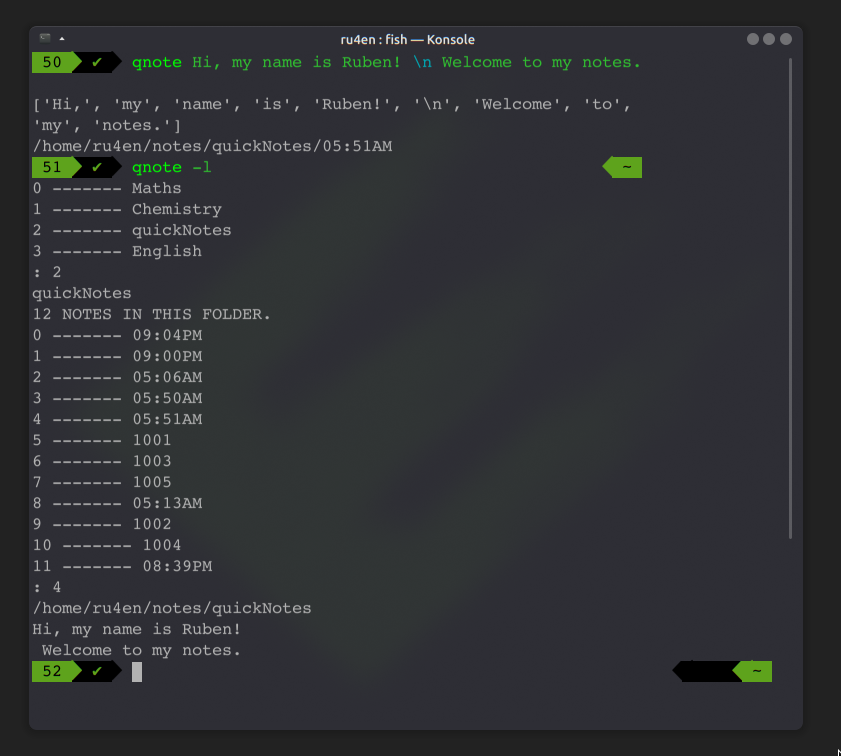 ru4en : fish — Konsole
50 ✔ qnote Hi, my name is Ruben! \n Welcome to my notes.
['Hi,', 'my', 'name', 'is', 'Ruben!', '\n', 'Welcome', 'to',
'my', 'notes.']
/home/ru4en/notes/quickNotes/05:51AM
51 ✔ qnote -l ~
0 ------- Maths
1 ------- Chemistry
2 ------- quickNotes
3 ------- English
: 2
quickNotes
12 NOTES IN THIS FOLDER.
0 ------- 09:04PM
1 ------- 09:00PM
2 ------- 05:06AM
3 ------- 05:50AM
4 ------- 05:51AM
5 ------- 1001
6 ------- 1003
7 ------- 1005
8 ------- 05:13AM
9 ------- 1002
10 ------- 1004
11 ------- 08:39PM
: 4
/home/ru4en/notes/quickNotes
Hi, my name is Ruben!
 Welcome to my notes.
52 ✔ ~